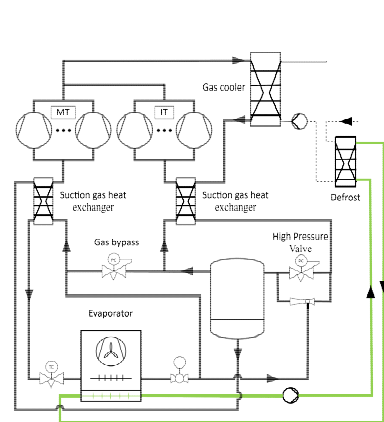 MT
IT
Gas cooler
Defrost
Suction gas heat
exchanger
Suction gas heat
exchanger
Gas bypass
High Pressure
Valve
Evaporator